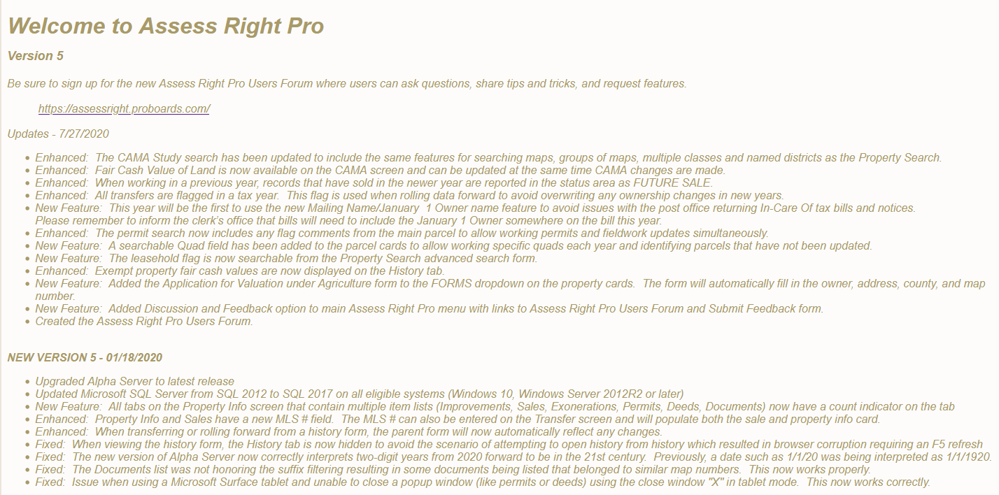 Welcome to Assess Right Pro
Version 5
Be sure to sign up for the new Assess Right Pro Users Forum where users can ask questions, share tips and tricks, and request features.
https://assessright.proboards.com/
Updates - 7/27/2020
• Enhanced:  The CAMA Study search has been updated to include the same features for searching maps, groups of maps, multiple classes and named districts as the Property Search.
• Enhanced:  Fair Cash Value of Land is now available on the CAMA screen and can be updated at the same time CAMA changes are made.
• Enhanced:  When working in a previous year, records that have sold in the newer year are reported in the status area as FUTURE SALE.
• Enhanced:  All transfers are flagged in a tax year.  This flag is used when rolling data forward to avoid overwriting any ownership changes in new years.
• New Feature:  This year will be the first to use the new Mailing Name/January  1 Owner name feature to avoid issues with the post office returning In-Care Of tax bills and notices.
Please remember to inform the clerk's office that bills will need to include the January 1 Owner somewhere on the bill this year.
• Enhanced:  The permit search now includes any flag comments from the main parcel to allow working permits and fieldwork updates simultaneously.
• New Feature:  A searchable Quad field has been added to the parcel cards to allow working specific quads each year and identifying parcels that have not been updated.
• New Feature:  The leasehold flag is now searchable from the Property Search advanced search form.
• Enhanced:  Exempt property fair cash values are now displayed on the History tab.
• New Feature:  Added the Application for Valuation under Agriculture form to the FORMS dropdown on the property cards.  The form will automatically fill in the owner, address, county, and map
number.
• New Feature:  Added Discussion and Feedback option to main Assess Right Pro menu with links to Assess Right Pro Users Forum and Submit Feedback form.
• Created the Assess Right Pro Users Forum.
NEW VERSION 5 - 01/18/2020
• Upgraded Alpha Server to latest release
• Updated Microsoft SQL Server from SQL 2012 to SQL 2017 on all eligible systems (Windows 10, Windows Server 2012R2 or later)
• New Feature:  All tabs on the Property Info screen that contain multiple item lists (Improvements, Sales, Exonerations, Permits, Deeds, Documents) now have a count indicator on the tab
• Enhanced:  Property Info and Sales have a new MLS # field.  The MLS # can also be entered on the Transfer screen and will populate both the sale and property info card.
• Enhanced:  When transferring or rolling forward from a history form, the parent form will now automatically reflect any changes.
• Fixed:  When viewing the history form, the History tab is now hidden to avoid the scenario of attempting to open history from history which resulted in browser corruption requiring an F5 refresh
• Fixed:  The new version of Alpha Server now correctly interprets two-digit years from 2020 forward to be in the 21st century.  Previously, a date such as 1/1/20 was being interpreted as 1/1/1920.
• Fixed:  The Documents list was not honoring the suffix filtering resulting in some documents being listed that belonged to similar map numbers.  This now works properly.
• Fixed:  Issue when using a Microsoft Surface tablet and unable to close a popup window (like permits or deeds) using the close window "X" in tablet mode.  This now works correctly.